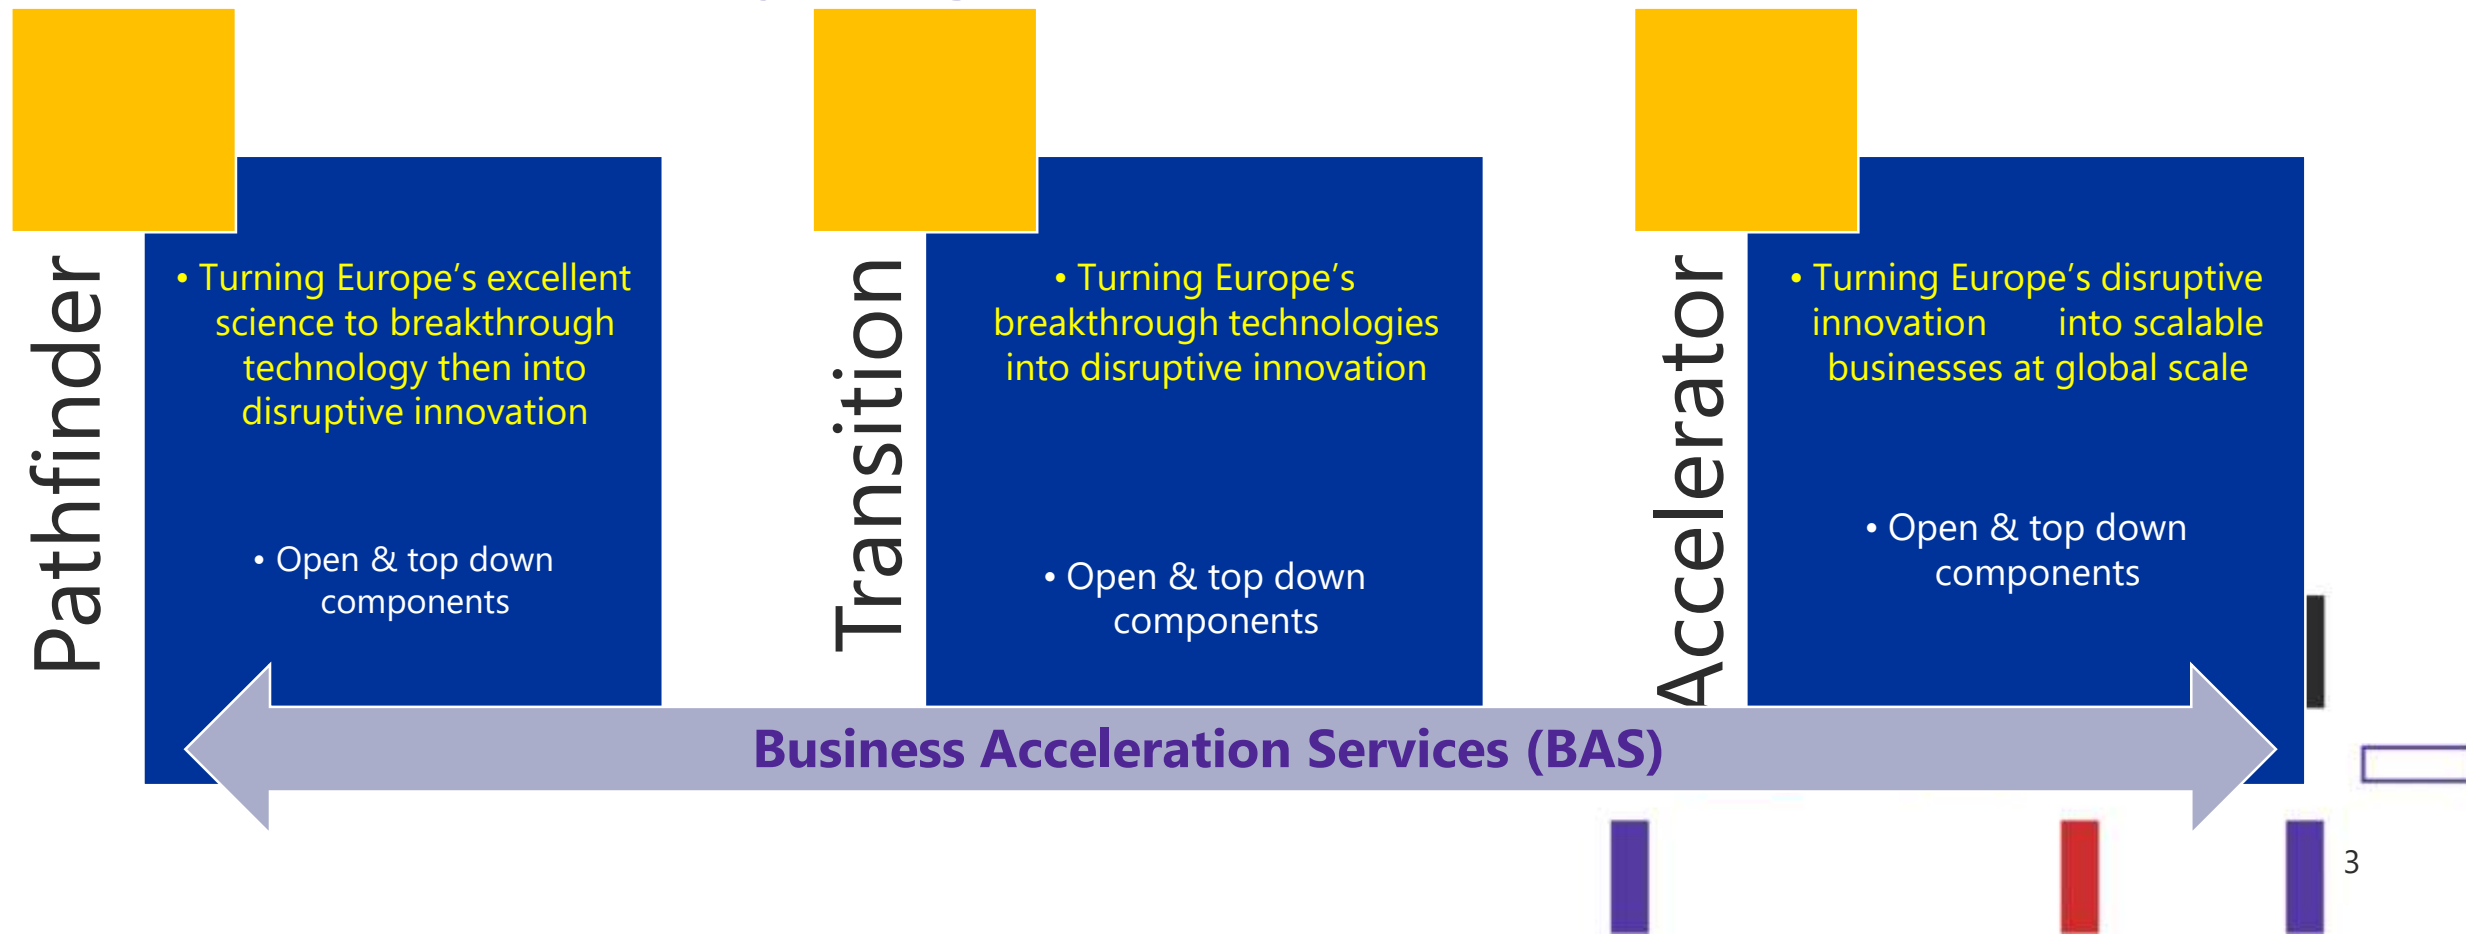 Pathfinder
• Turning Europe’s excellent
science to breakthrough
technology then into
disruptive innovation
• Open & top down
components
Transition
• Turning Europe’s
breakthrough technologies
into disruptive innovation
• Open & top down
components
Accelerator
• Turning Europe’s disruptive
innovation into scalable
businesses at global scale
• Open & top down
components
Business Acceleration Services (BAS)
3